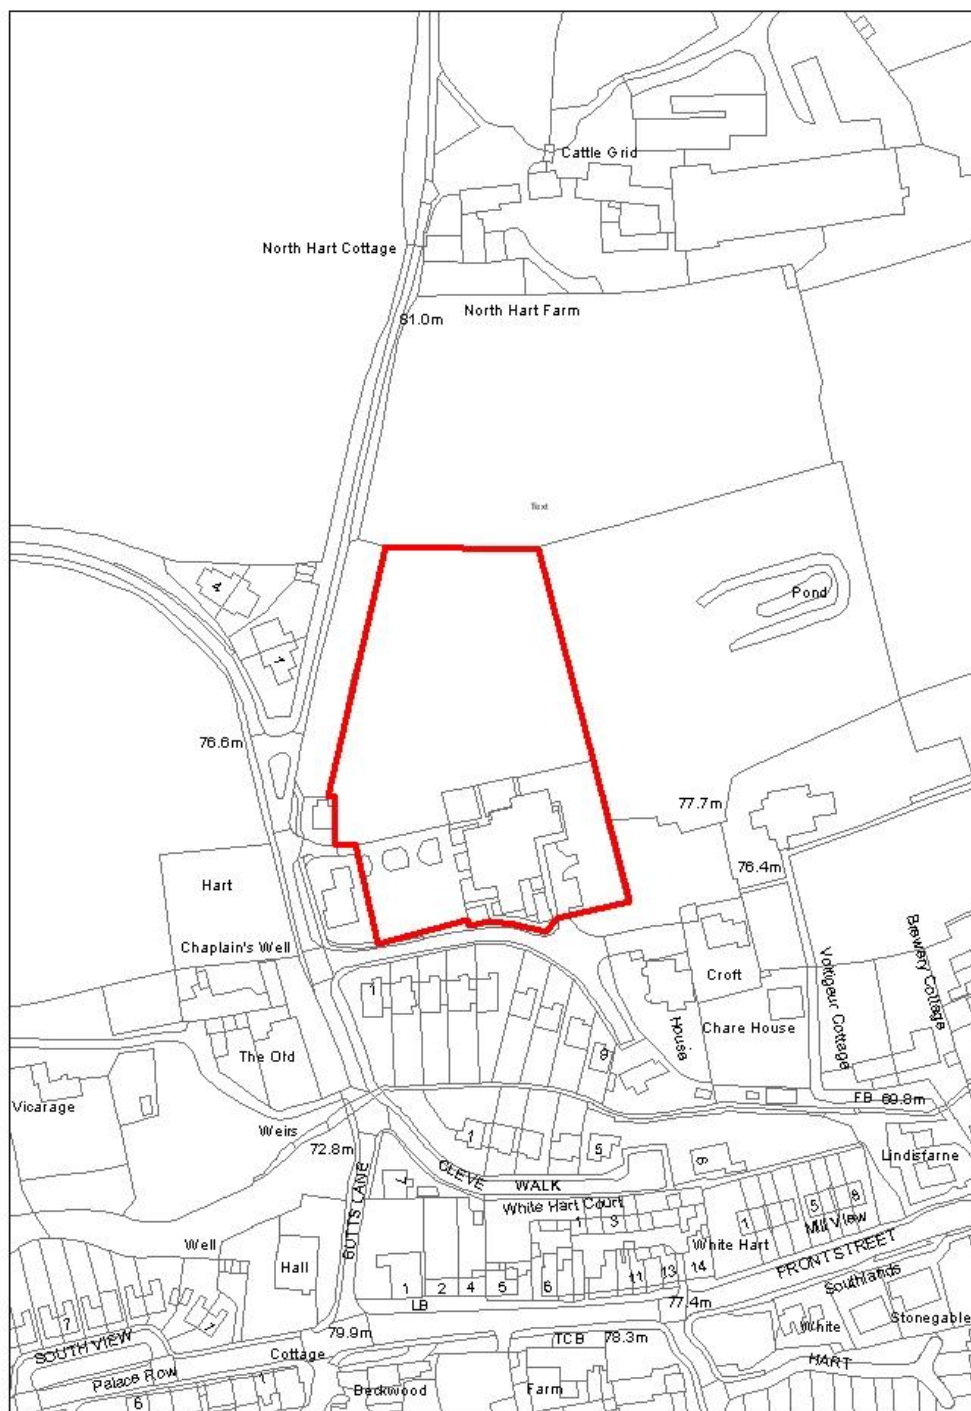 Cattle Grid
North Hart Cottage
North Hart Farm
81.0m
Text
4
Pond
1
76.6m
77.7m
76.4m
Hart
Chaplain's Well
Brewery Cottage
Voltigeur Cottage
Croft
1
Chare House
House
The Old
9
Vicarage
FB 69.8m
Weirs
1
72.8m
5
6
Lindisfarne
CLEVE WALK
7
BUTTS LANE
White Hart Court
1 3
1
5 8
Mill View
Well
White Hart
FRONT STREET
Hall
11 13 14
Southlands
1 2 4 5 6
LB
77.4m
7
7
79.9m
TCB 78.3m
White
Stonegable
SOUTH VIEW
Cottage
HART
Palace Row
1
Beckwood
Farm
6